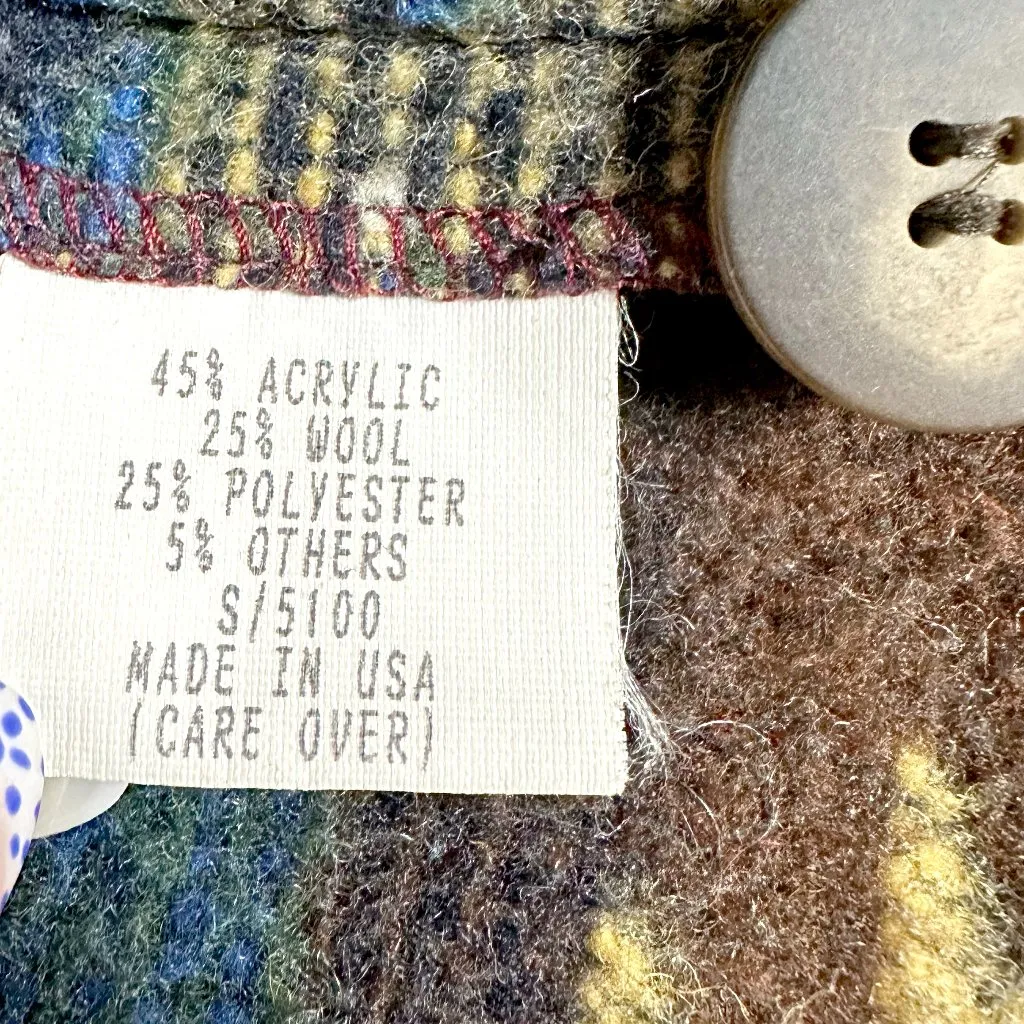 45% ACRYLIC
25% WOOL
25% POLYESTER
5% OTHERS
S/5100
MADE IN USA
(CARE OVER)